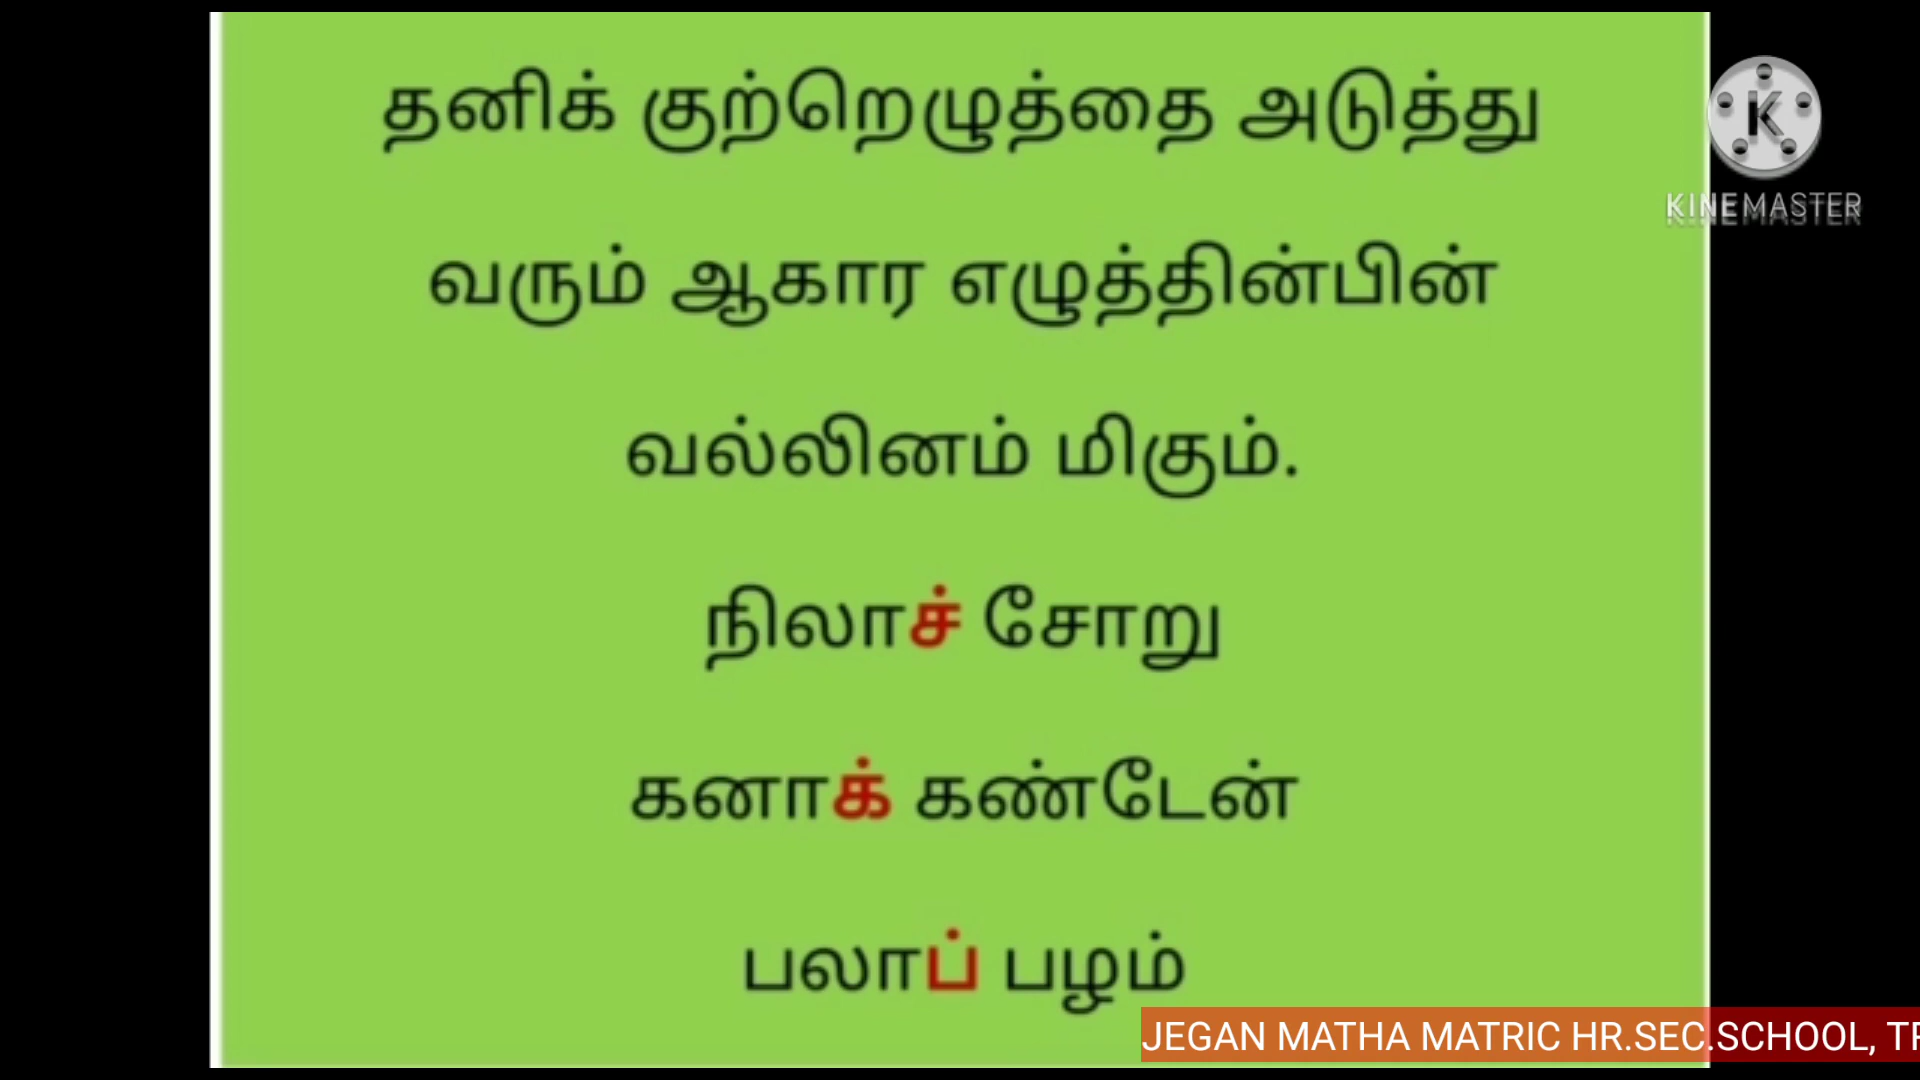 தனிக் குற்றெழுத்தை அடுத்து
வரும் ஆகார எழுத்தின்பின்
வல்லினம் மிகும்.
நிலாச் சோறு
கனாக் கண்டேன்
பலாப் பழம்
K
KINEMASTER
JEGAN MATHA MATRIC HR.SEC.SCHOOL,